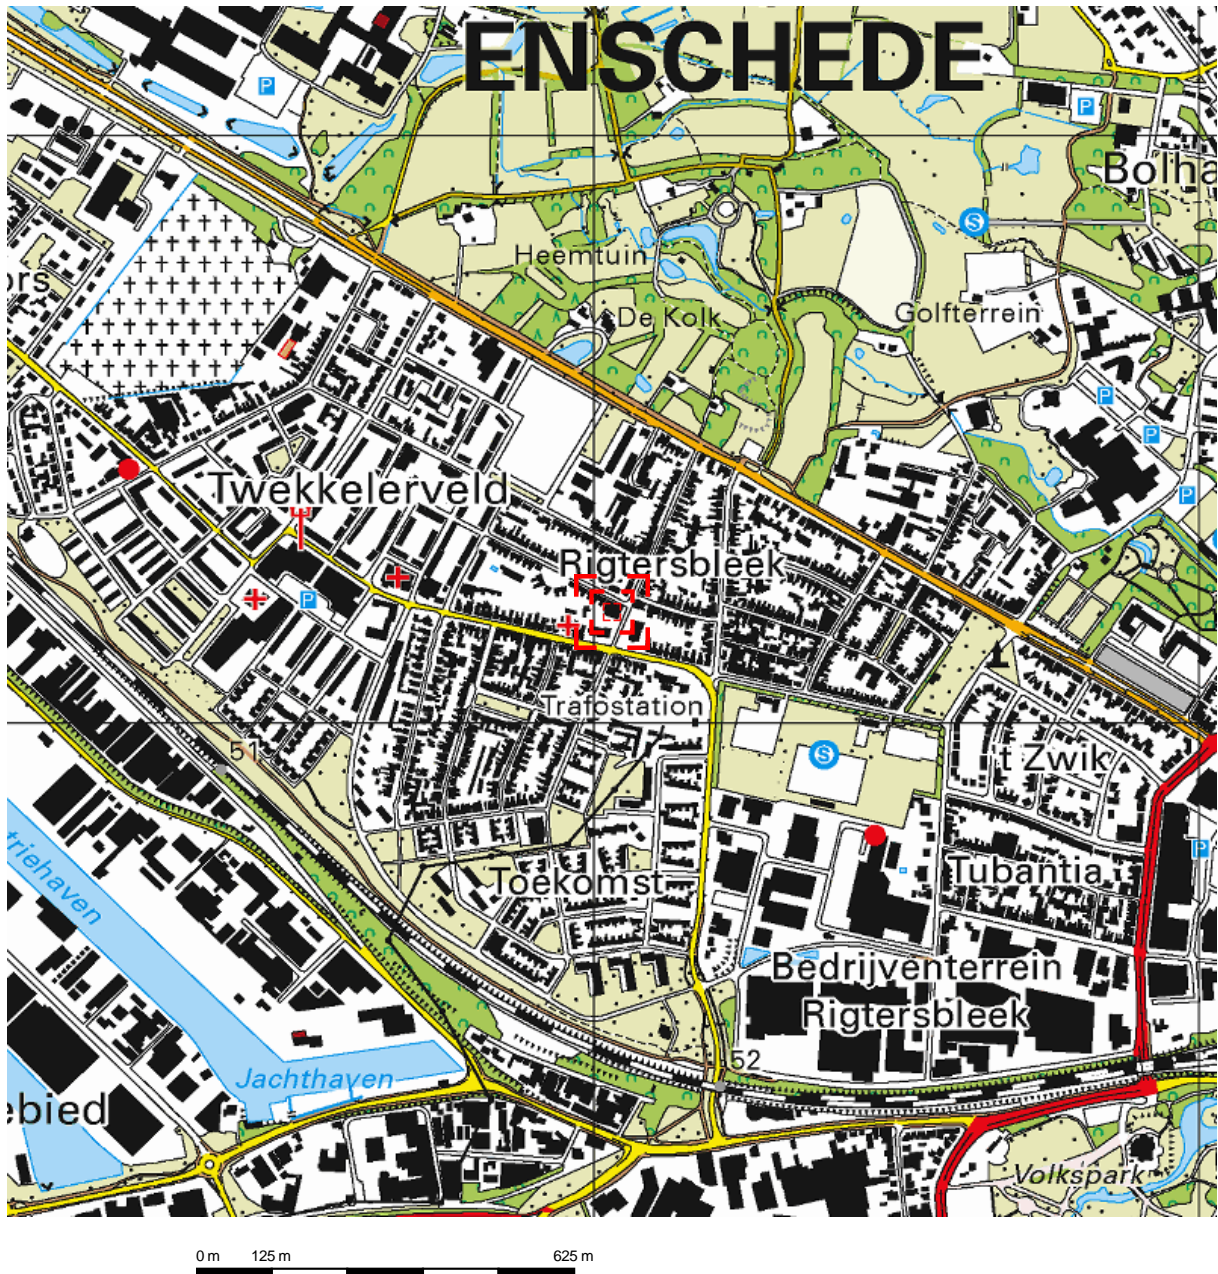 ENSCHEDE
P
P
Bolha
S
Heemtuin
ors
De Kolk
Golfterrein
P
P
Twekkelerveld
P
Rigtersbleek
P
Trafostation
51
S
't Zwik
P
triehaven
Toekomst
Tubantia
Bedrijventerrein
Rigtersbleek
52
Jachthaven
ebied
Volkspark
0 m 125 m 625 m